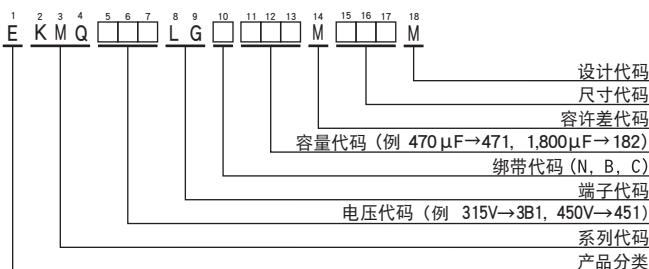 1 2 3 4 5 6 7 8 9 10 11 12 13 14 15 16 17 18
E KMQ □□□ LG □ □□□ M □□□ M
设计代码
尺寸代码
容许差代码
容量代码（例 470μF→471, 1,800μF→182）
绑带代码（N, B, C）
端子代码
电压代码（例 315V→3B1, 450V→451）
系列代码
产品分类